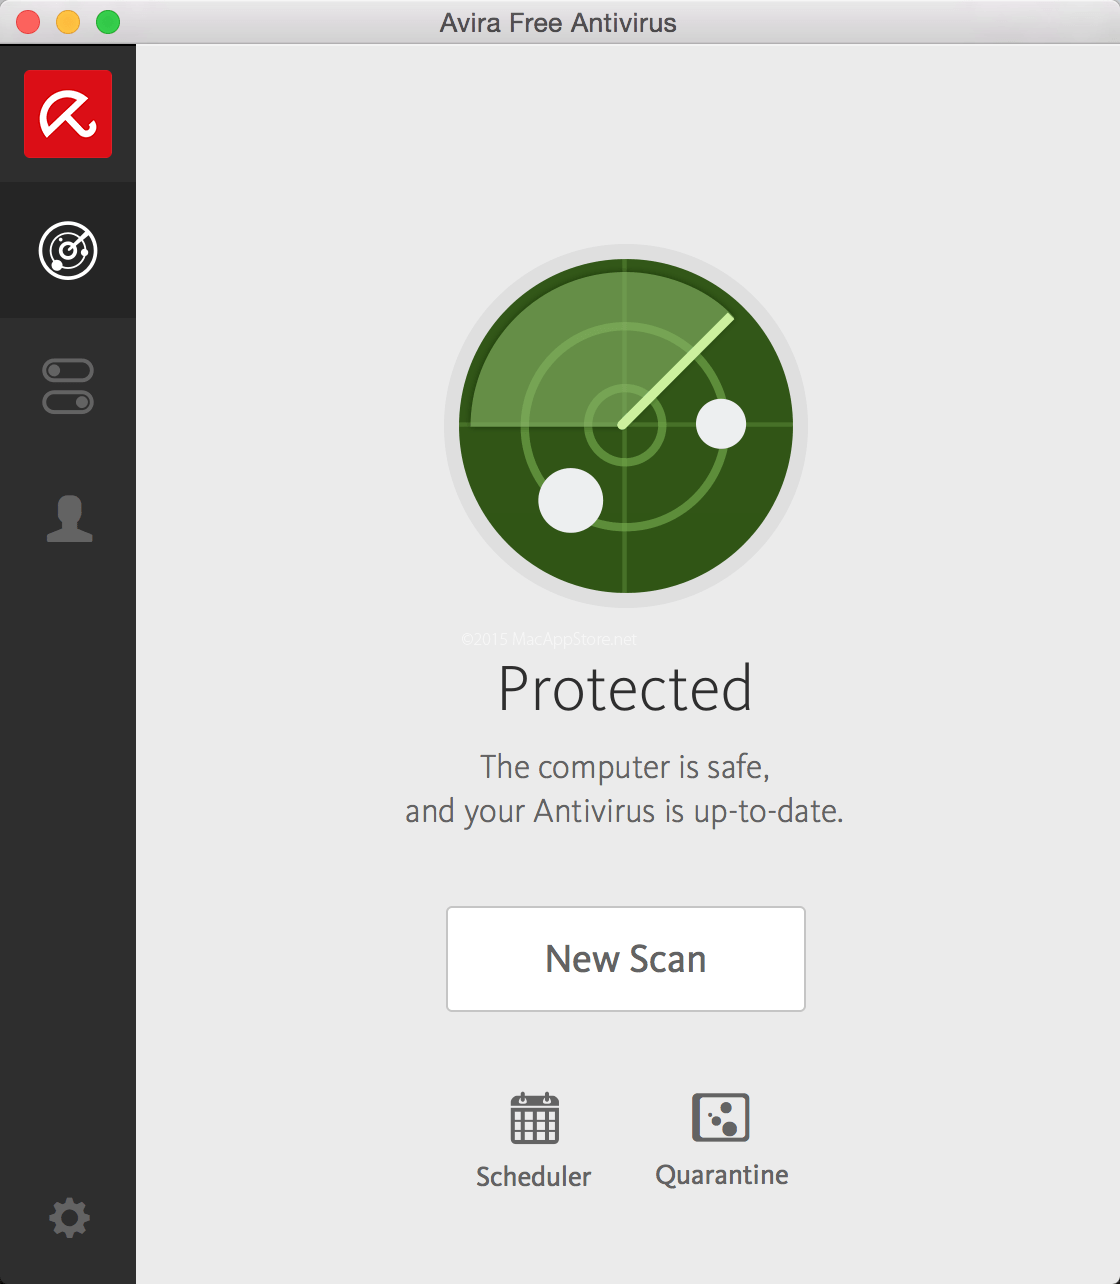 Avira Free Antivirus
©2015 MacAppStore.net
Protected
The computer is safe,
and your Antivirus is up-to-date.
New Scan
Scheduler
Quarantine